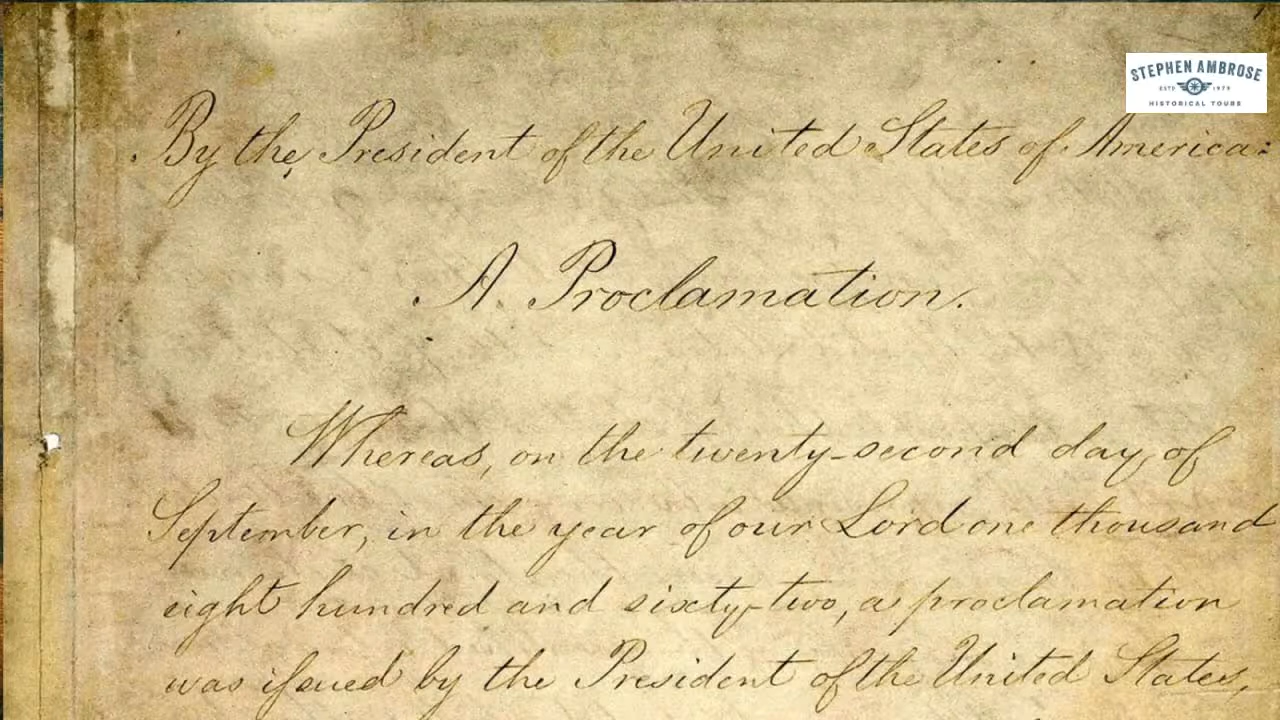 STEPHEN AMBROSE
ESTD 1979
HISTORICAL TOURS
By the President of the United States of America:
A Proclamation.
Whereas, on the twenty-second day of
September, in the year of our Lord one thousand
eight hundred and sixty-two, a proclamation
was issued by the President of the United States,